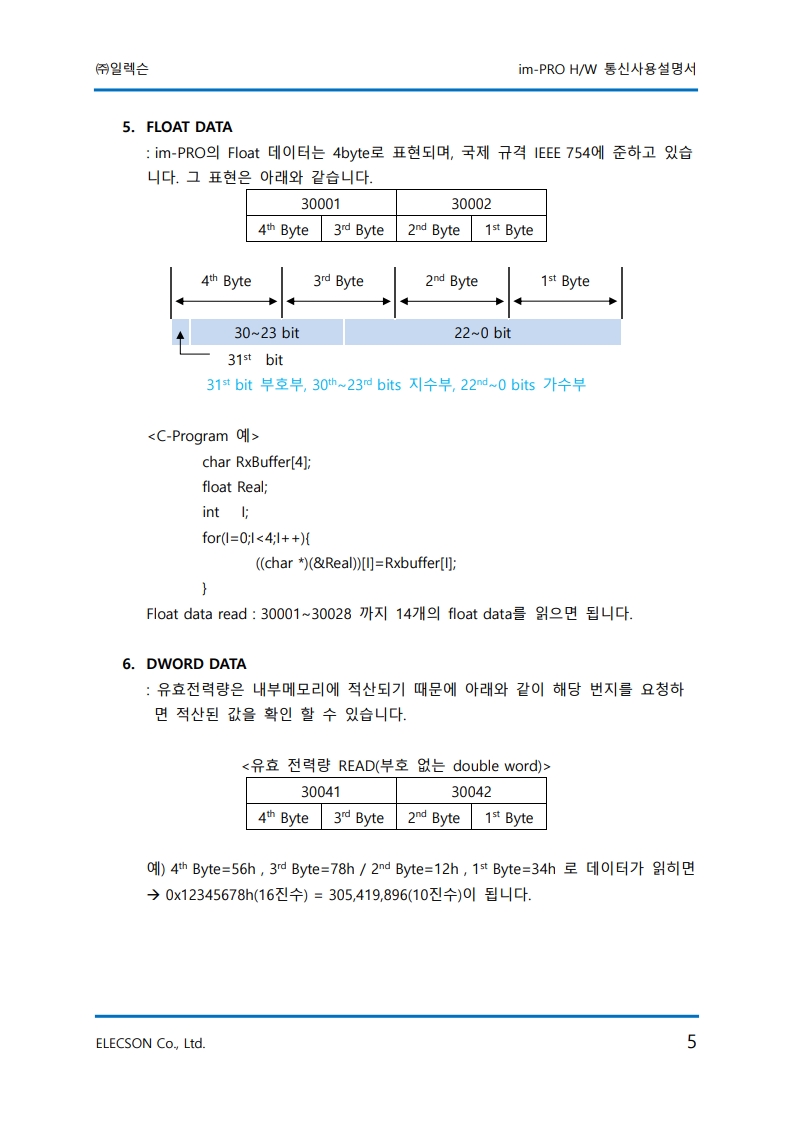 ㈜일렉슨 im-PRO H/W 통신사용설명서
5. FLOAT DATA
: im-PRO의 Float 데이터는 4byte로 표현되며, 국제 규격 IEEE 754에 준하고 있습
니다. 그 표현은 아래와 같습니다.
30001 30002
4th Byte 3rd Byte 2nd Byte 1st Byte
4th Byte 3rd Byte 2nd Byte 1st Byte
30~23 bit 22~0 bit
31st bit
31st bit 부호부, 30th~23rd bits 지수부, 22nd~0 bits 가수부
<C-Program 예>
char RxBuffer[4];
float Real;
int I;
for(I=0;I<4;I++){
((char *)(&Real))[I]=Rxbuffer[I];
}
Float data read : 30001~30028 까지 14개의 float data를 읽으면 됩니다.
6. DWORD DATA
: 유효전력량은 내부메모리에 적산되기 때문에 아래와 같이 해당 번지를 요청하
면 적산된 값을 확인 할 수 있습니다.
<유효 전력량 READ(부호 없는 double word)>
30041 30042
4th Byte 3rd Byte 2nd Byte 1st Byte
예) 4th Byte=56h , 3rd Byte=78h / 2nd Byte=12h , 1st Byte=34h 로 데이터가 읽히면
→ 0x12345678h(16진수) = 305,419,896(10진수)이 됩니다.
ELECSON Co., Ltd. 5